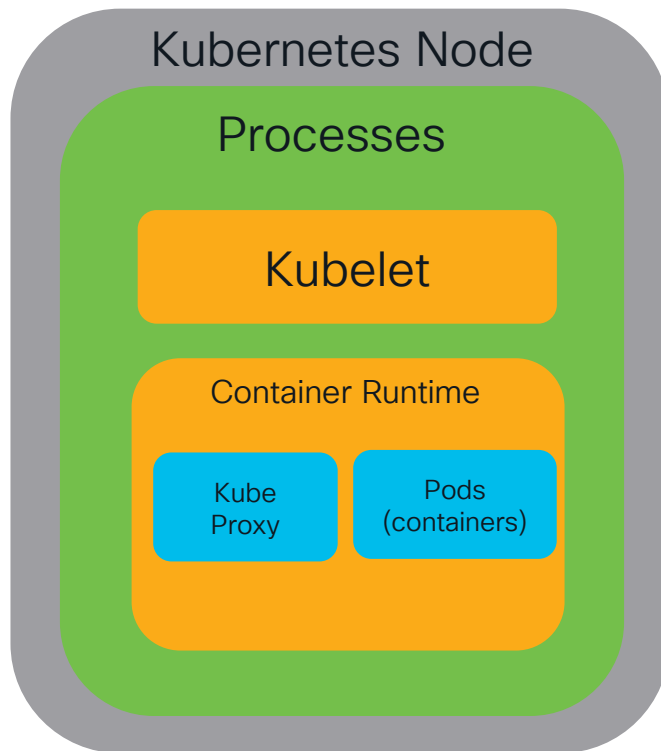 Kubernetes Node
Processes
Kubelet
Container Runtime
Kube
Proxy
Pods
(containers)